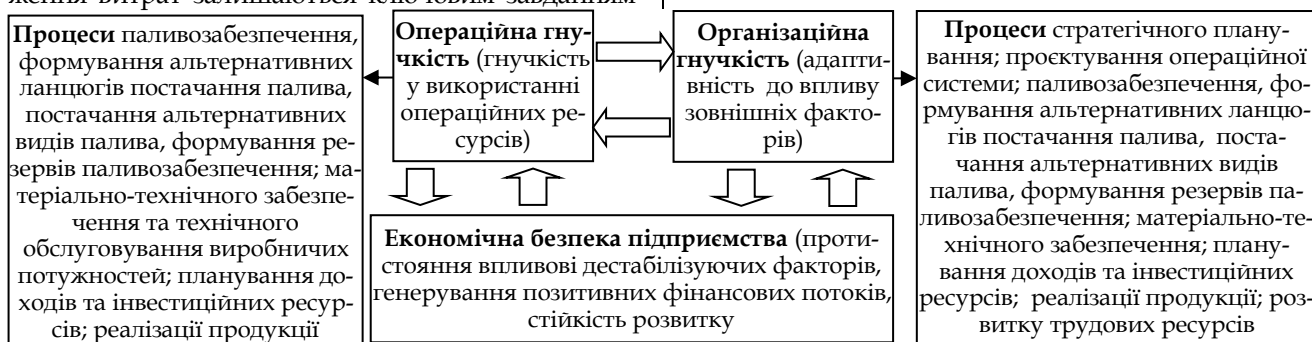 ження витрат залишаються ключовим завданням
Процеси паливозабезпечення,
формування альтернативних
ланцюгів постачання палива,
постачання альтернативних
видів палива, формування ре-
зервів паливозабезпечення; ма-
теріально-технічного забезпе-
чення та технічного
обслуговування виробничих
потужностей; планування до-
ходів та інвестиційних ресур-
сів; реалізації продукції
Операційна гну-
чкість (гнучкість
у використанні
операційних ре-
сурсів)
Організаційна
гнучкість (адапти-
вність до впливу
зовнішніх факто-
рів)
Економічна безпека підприємства (проти-
стояння впливові дестабілізуючих факторів,
генерування позитивних фінансових потоків,
стійкість розвитку
Процеси стратегічного плану-
вання; проєктування операційної
системи; паливозабезпечення, фо-
рмування альтернативних ланцю-
гів постачання палива, поста-
чання альтернативних видів
палива, формування резервів па-
ливозабезпечення; матеріально-те-
хнічного забезпечення; плану-
вання доходів та інвестиційних
ресурсів; реалізації продукції; роз-
витку трудових ресурсів